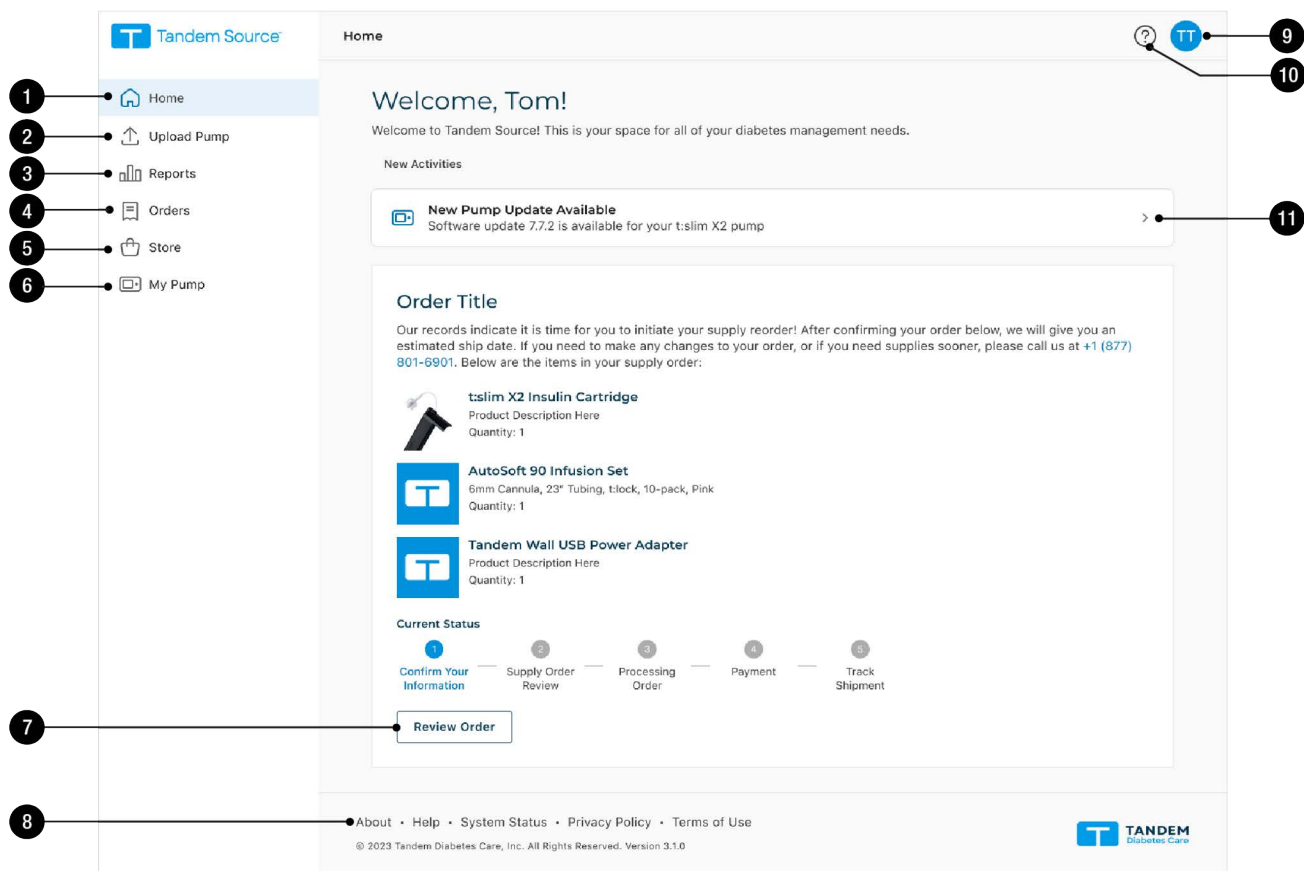 Tandem Source
Home
TT
9
10
1
Home
2
Upload Pump
3
Reports
4
Orders
5
Store
6
My Pump
Welcome, Tom!
Welcome to Tandem Source! This is your space for all of your diabetes management needs.
New Activities
New Pump Update Available
Software update 7.7.2 is available for your t:slim X2 pump
11
Order Title
Our records indicate it is time for you to initiate your supply reorder! After confirming your order below, we will give you an
estimated ship date. If you need to make any changes to your order, or if you need supplies sooner, please call us at +1 (877)
801-6901. Below are the items in your supply order:
t:slim X2 Insulin Cartridge
Product Description Here
Quantity: 1
AutoSoft 90 Infusion Set
6mm Cannula, 23" Tubing, t:lock, 10-pack, Pink
Quantity: 1
Tandem Wall USB Power Adapter
Product Description Here
Quantity: 1
Current Status
1 2 3 4 5
Confirm Your Information
Supply Order Review
Processing Order
Payment
Track Shipment
7
Review Order
8
About • Help • System Status • Privacy Policy • Terms of Use
© 2023 Tandem Diabetes Care, Inc. All Rights Reserved. Version 3.1.0
TANDEM
Diabetes Care